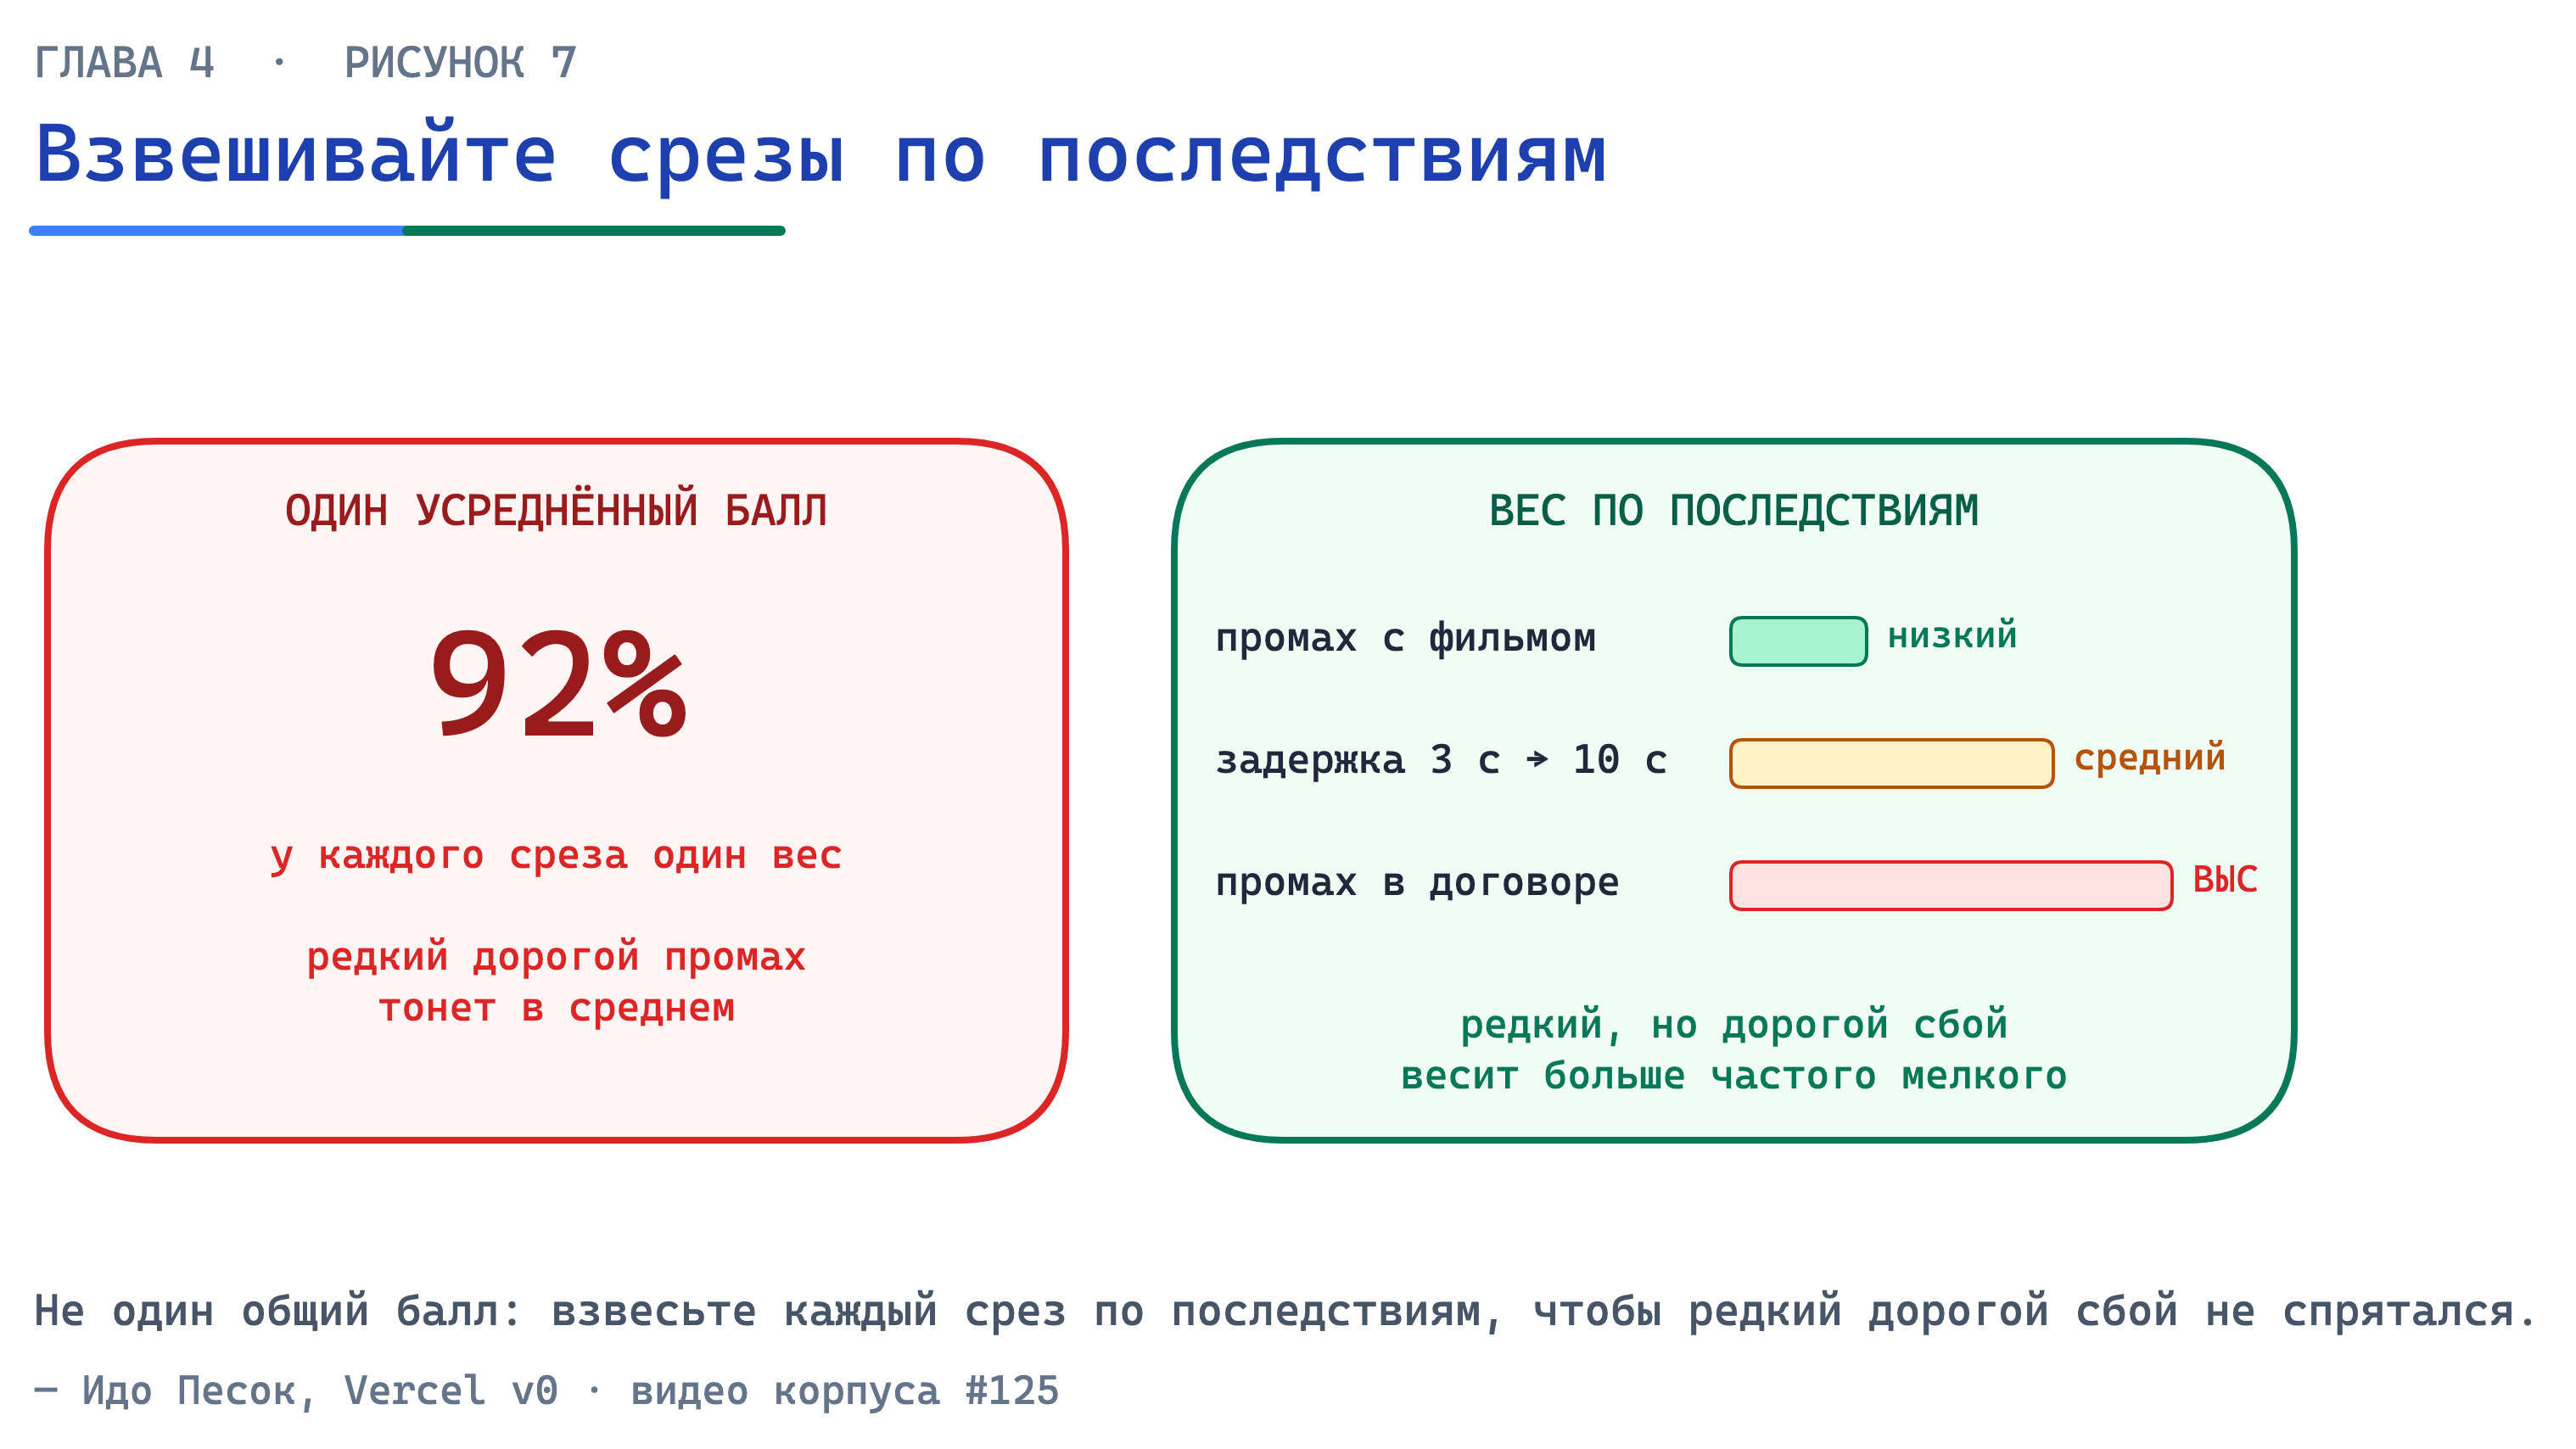 ГЛАВА 4 · РИСУНОК 7
Взвешивайте срезы по последствиям
ОДИН УСРЕДНЁННЫЙ БАЛЛ
92%
у каждого среза один вес
редкий дорогой промах
тонет в среднем
ВЕС ПО ПОСЛЕДСТВИЯМ
промах с фильмом низкий
задержка 3 с → 10 с средний
промах в договоре ВЫС
редкий, но дорогой сбой
весит больше частого мелкого
Не один общий балл: взвесьте каждый срез по последствиям, чтобы редкий дорогой сбой не спрятался.
— Идо Песок, Vercel v0 · видео корпуса #125